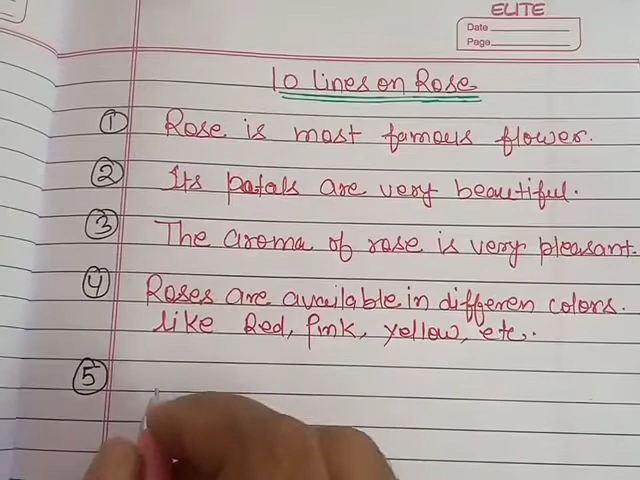 ELITE
Date
Page
10 lines on Rose
1 Rose is most famous flower.
2 Its patals are very beautiful.
3 The aroma of rose is very pleasant.
4 Roses are available in differen colors.
like Red, Pink, yellow, etc..
5